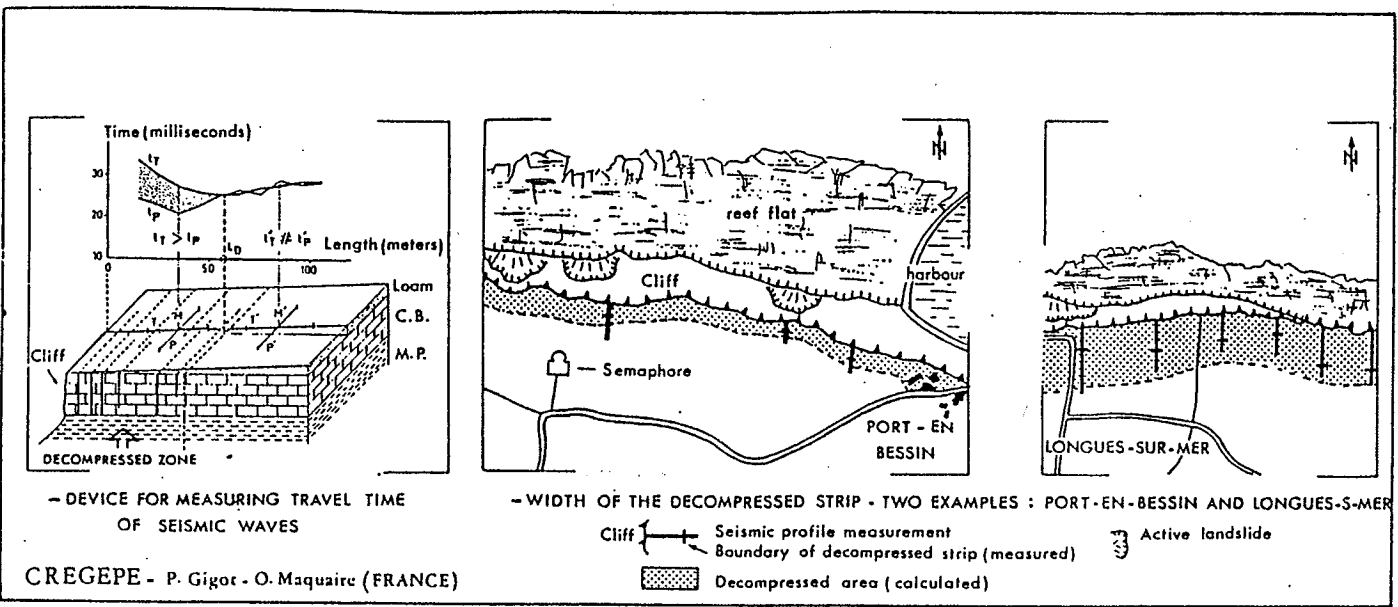 Time (milliseconds)
tT
30
20
tP
tT > tP
LD
t'T # t'P
Length (meters)
10
0
50
100
Loam
C.B.
M.P.
T
M
T'
M'
P
P'
Cliff
DECOMPRESSED ZONE
- DEVICE FOR MEASURING TRAVEL TIME
OF SEISMIC WAVES
CREGEPE - P. Gigot - O. Maquaire (FRANCE)
N
reef flat
Cliff
harbour
Semaphore
PORT - EN
BESSIN
N
LONGUES-SUR-MER
- WIDTH OF THE DECOMPRESSED STRIP - TWO EXAMPLES : PORT-EN-BESSIN AND LONGUES-S-MER
Cliff
Seismic profile measurement
Boundary of decompressed strip (measured)
Active landslide
Decompressed area (calculated)